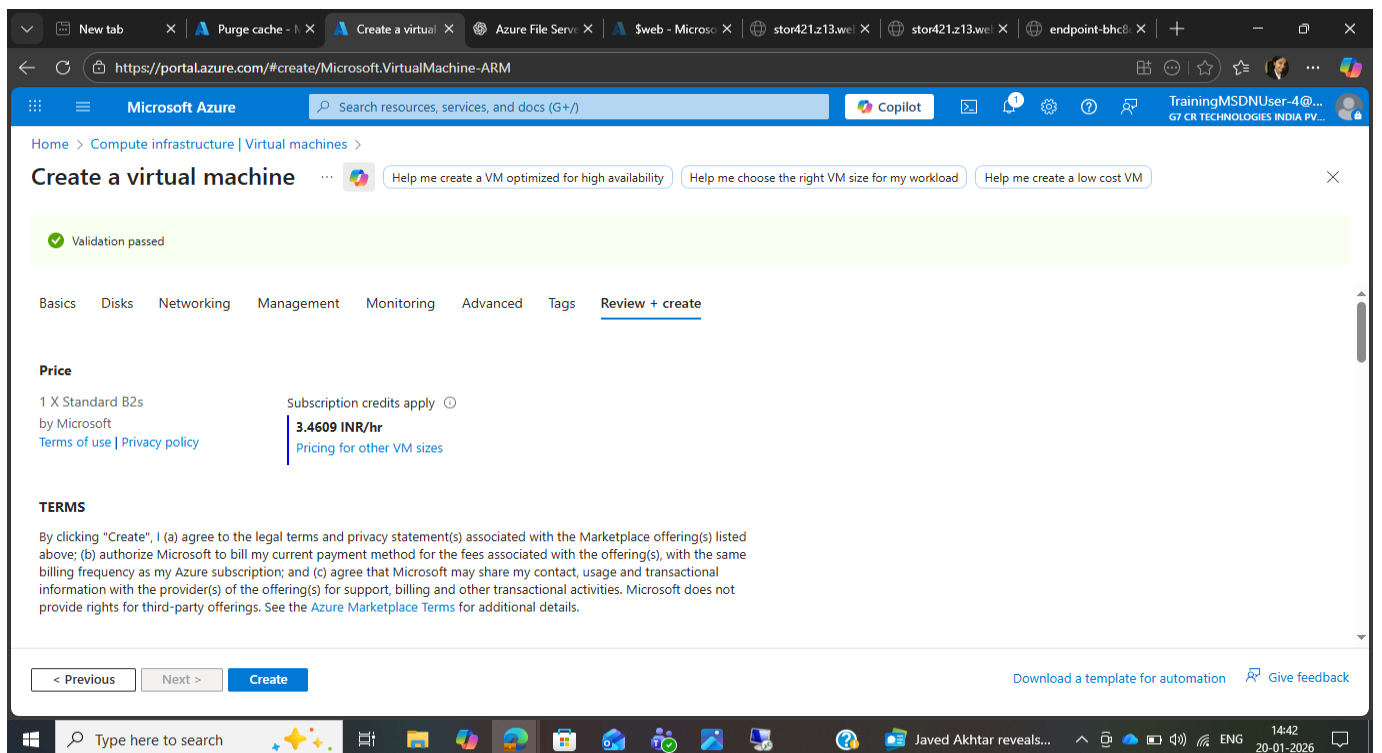 New tab
Purge cache - M
Create a virtual
Azure File Serve
$web - Microso
stor421.z13.we
stor421.z13.we
endpoint-bhc8
https://portal.azure.com/#create/Microsoft.VirtualMachine-ARM
Microsoft Azure
Search resources, services, and docs (G+/)
Copilot
1
TrainingMSDNUser-4@...
G7 CR TECHNOLOGIES INDIA PV...
Home > Compute infrastructure | Virtual machines >
Create a virtual machine
...
Help me create a VM optimized for high availability
Help me choose the right VM size for my workload
Help me create a low cost VM
Validation passed
Basics Disks Networking Management Monitoring Advanced Tags Review + create
Price
1 X Standard B2s
by Microsoft
Terms of use | Privacy policy
Subscription credits apply
3.4609 INR/hr
Pricing for other VM sizes
TERMS
By clicking "Create", I (a) agree to the legal terms and privacy statement(s) associated with the Marketplace offering(s) listed
above; (b) authorize Microsoft to bill my current payment method for the fees associated with the offering(s), with the same
billing frequency as my Azure subscription; and (c) agree that Microsoft may share my contact, usage and transactional
information with the provider(s) of the offering(s) for support, billing and other transactional activities. Microsoft does not
provide rights for third-party offerings. See the Azure Marketplace Terms for additional details.
< Previous
Next >
Create
Download a template for automation
Give feedback
Type here to search
Javed Akhtar reveals...
ENG
14:42
20-01-2026